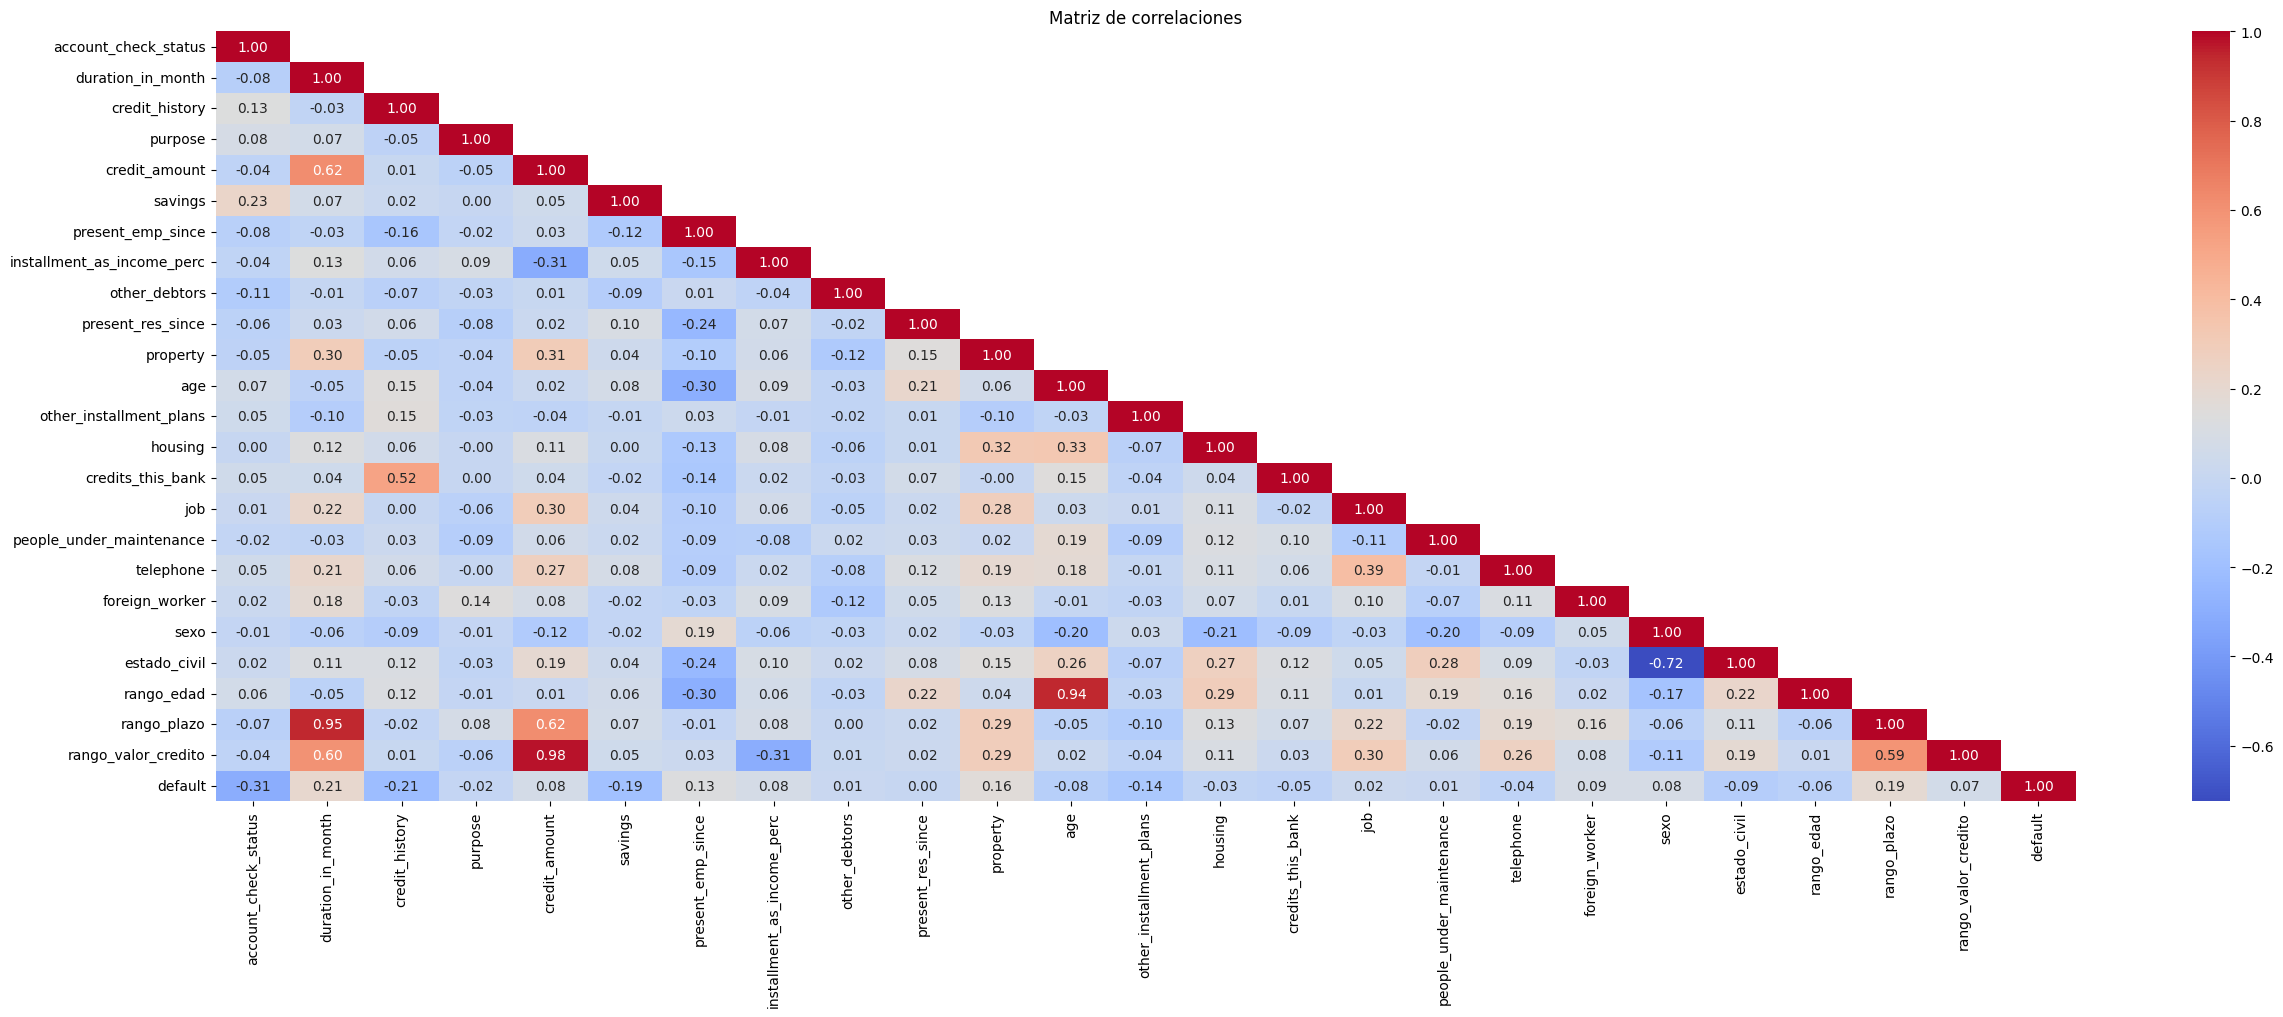 Matriz de correlaciones
account_check_status 1.00
duration_in_month -0.08 1.00
credit_history 0.13 -0.03 1.00
purpose 0.08 0.07 -0.05 1.00
credit_amount -0.04 0.62 0.01 -0.05 1.00
savings 0.23 0.07 0.02 0.00 0.05 1.00
present_emp_since -0.08 -0.03 -0.16 -0.02 0.03 -0.12 1.00
installment_as_income_perc -0.04 0.13 0.06 0.09 -0.31 0.05 -0.15 1.00
other_debtors -0.11 -0.01 -0.07 -0.03 0.01 -0.09 0.01 -0.04 1.00
present_res_since -0.06 0.03 0.06 -0.08 0.02 0.10 -0.24 0.07 -0.02 1.00
property -0.05 0.30 -0.05 -0.04 0.31 0.04 -0.10 0.06 -0.12 0.15 1.00
age 0.07 -0.05 0.15 -0.04 0.02 0.08 -0.30 0.09 -0.03 0.21 0.06 1.00
other_installment_plans 0.05 -0.10 0.15 -0.03 -0.04 -0.01 0.03 -0.01 -0.02 0.01 -0.10 -0.03 1.00
housing 0.00 0.12 0.06 -0.00 0.11 0.00 -0.13 0.08 -0.06 0.01 0.32 0.33 -0.07 1.00
credits_this_bank 0.05 0.04 0.52 0.00 0.04 -0.02 -0.14 0.02 -0.03 0.07 -0.00 0.15 -0.04 0.04 1.00
job 0.01 0.22 0.00 -0.06 0.30 0.04 -0.10 0.06 -0.05 0.02 0.28 0.03 0.01 0.11 -0.02 1.00
people_under_maintenance -0.02 -0.03 0.03 -0.09 0.06 0.02 -0.09 -0.08 0.02 0.03 0.02 0.19 -0.09 0.12 0.10 -0.11 1.00
telephone 0.05 0.21 0.06 -0.00 0.27 0.08 -0.09 0.02 -0.08 0.12 0.19 0.18 -0.01 0.11 0.06 0.39 -0.01 1.00
foreign_worker 0.02 0.18 -0.03 0.14 0.08 -0.02 -0.03 0.09 -0.12 0.05 0.13 -0.01 -0.03 0.07 0.01 0.10 -0.07 0.11 1.00
sexo -0.01 -0.06 -0.09 -0.01 -0.12 -0.02 0.19 -0.06 -0.03 0.02 -0.03 -0.20 0.03 -0.21 -0.09 -0.03 -0.20 -0.09 0.05 1.00
estado_civil 0.02 0.11 0.12 -0.03 0.19 0.04 -0.24 0.10 0.02 0.08 0.15 0.26 -0.07 0.27 0.12 0.05 0.28 0.09 -0.03 -0.72 1.00
rango_edad 0.06 -0.05 0.12 -0.01 0.01 0.06 -0.30 0.06 -0.03 0.22 0.04 0.94 -0.03 0.29 0.11 0.01 0.19 0.16 0.02 -0.17 0.22 1.00
rango_plazo -0.07 0.95 -0.02 0.08 0.62 0.07 -0.01 0.08 0.00 0.02 0.29 -0.05 -0.10 0.13 0.07 0.22 -0.02 0.19 0.16 -0.06 0.11 -0.06 1.00
rango_valor_credito -0.04 0.60 0.01 -0.06 0.98 0.05 0.03 -0.31 0.01 0.02 0.29 0.02 -0.04 0.11 0.03 0.30 0.06 0.26 0.08 -0.11 0.19 0.01 0.59 1.00
default -0.31 0.21 -0.21 -0.02 0.08 -0.19 0.13 0.08 0.01 0.00 0.16 -0.08 -0.14 -0.03 -0.05 0.02 0.01 -0.04 0.09 0.08 -0.09 -0.06 0.19 0.07 1.00
account_check_status
duration_in_month
credit_history
purpose
credit_amount
savings
present_emp_since
installment_as_income_perc
other_debtors
present_res_since
property
age
other_installment_plans
housing
credits_this_bank
job
people_under_maintenance
telephone
foreign_worker
sexo
estado_civil
rango_edad
rango_plazo
rango_valor_credito
default
1.0
0.8
0.6
0.4
0.2
0.0
−0.2
−0.4
−0.6